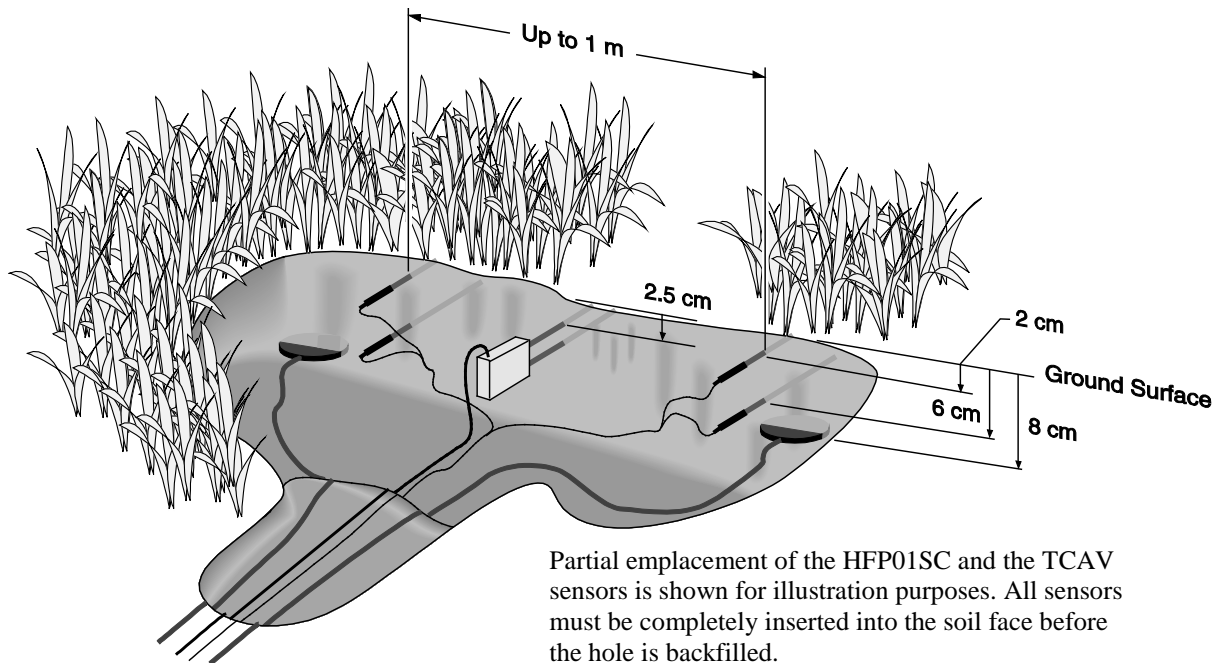 Up to 1 m
2.5 cm
2 cm
Ground Surface
6 cm
8 cm
Partial emplacement of the HFP01SC and the TCAV
sensors is shown for illustration purposes. All sensors
must be completely inserted into the soil face before
the hole is backfilled.